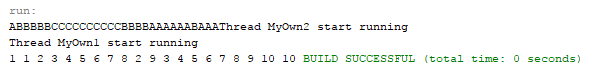 run:
ABBBBBCCCCCCCCCCBBBBAAAAAABAAAThread MyOwn2 start running
Thread MyOwn1 start running
1 1 2 3 4 5 6 7 8 2 9 3 4 5 6 7 8 9 10 10 BUILD SUCCESSFUL (total time: 0 seconds)